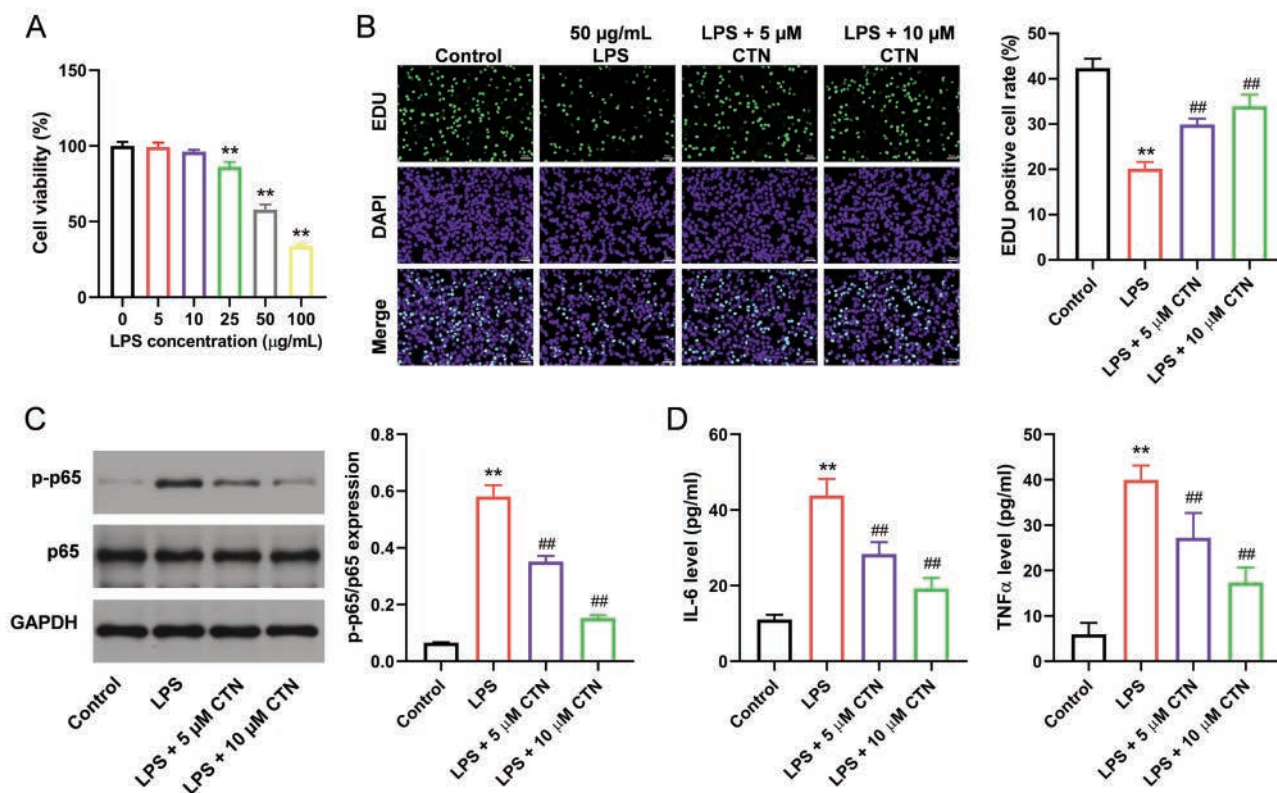 A
Cell viability (%)
150
100
50
0
**
**
**
0 5 10 25 50 100
LPS concentration (μg/mL)
B
Control
50 μg/mL
LPS
LPS + 5 μM
CTN
LPS + 10 μM
CTN
EDU
DAPI
Merge
EDU positive cell rate (%)
50
40
30
20
10
0
**
##
##
Control
LPS
LPS + 5 μM CTN
LPS + 10 μM CTN
C
p-p65
p65
GAPDH
Control
LPS
LPS + 5 μM CTN
LPS + 10 μM CTN
p-p65/p65 expression
0.8
0.6
0.4
0.2
0.0
**
##
##
Control
LPS
LPS + 5 μM CTN
LPS + 10 μM CTN
D
IL-6 level (pg/ml)
60
40
20
0
**
##
##
Control
LPS
LPS + 5 μM CTN
LPS + 10 μM CTN
TNFα level (pg/ml)
50
40
30
20
10
0
**
##
##
Control
LPS
LPS + 5 μM CTN
LPS + 10 μM CTN